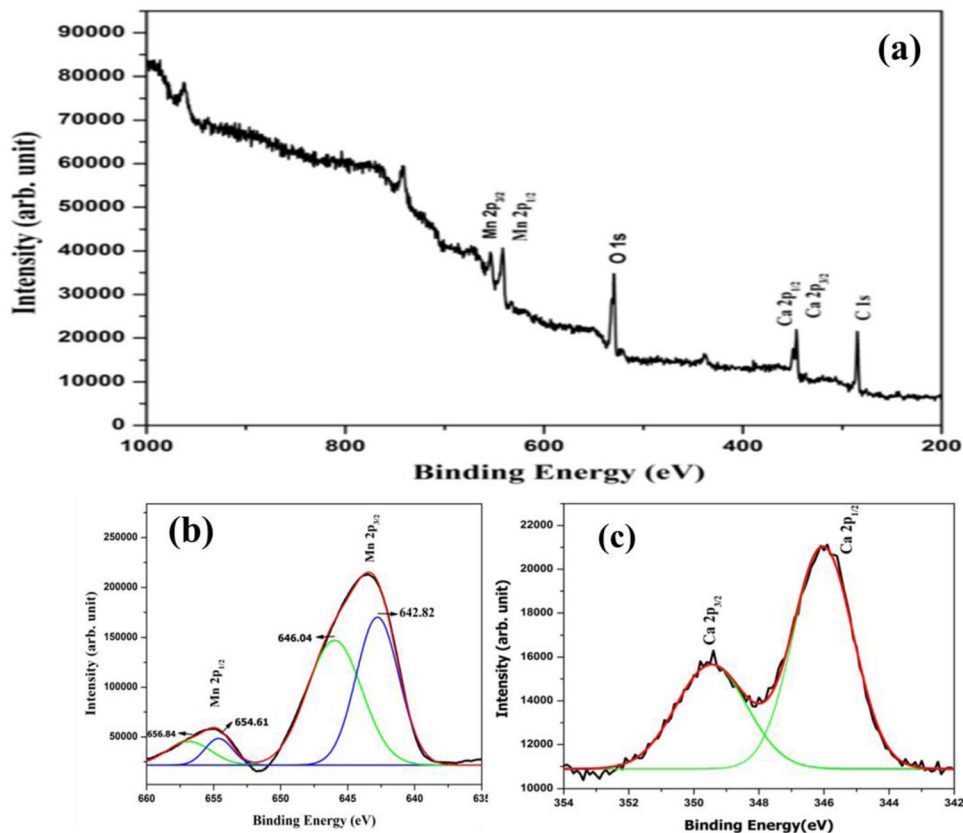 (a)
90000
80000
70000
60000
50000
40000
30000
20000
10000
0
Intensity (arb. unit)
Mn 2p3/2
Mn 2p1/2
O 1s
Ca 2p1/2
Ca 2p3/2
C 1s
1000 800 600 400 200
Binding Energy (eV)
(b)
250000
200000
150000
100000
50000
Intensity (arb. unit)
Mn 2p3/2
642.82
646.04
Mn 2p1/2
656.84
654.61
660 655 650 645 640 635
Binding Energy (eV)
(c)
22000
20000
18000
16000
14000
12000
10000
Intensity (arb. unit)
Ca 2p3/2
Ca 2p1/2
354 352 350 348 346 344 342
Binding Energy(eV)